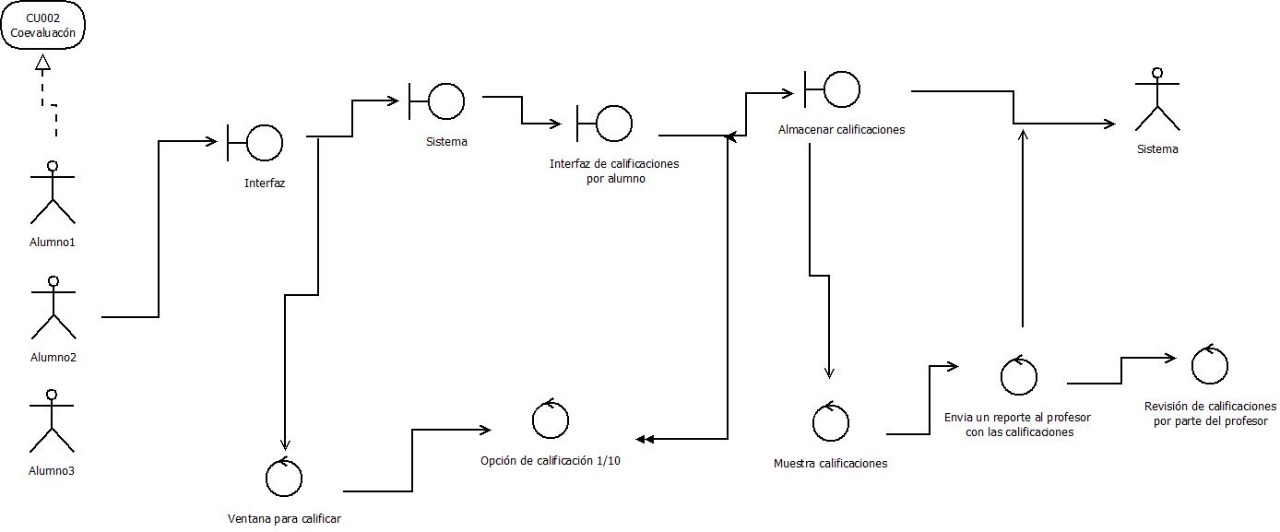 CU002
Coevaluacón
Alumno1
Alumno2
Alumno3
Interfaz
Sistema
Interfaz de calificaciones
por alumno
Almacenar calificaciones
Sistema
Ventana para calificar
Opción de calificación 1/10
Muestra calificaciones
Envia un reporte al profesor
con las calificaciones
Revisión de calificaciones
por parte del profesor